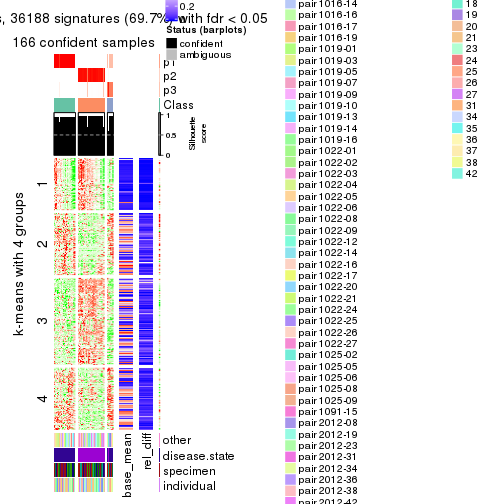 , 36188 signatures (69.7%) with fdr < 0.05
166 confident samples
0.2
Status (barplots)
confident
ambiguous
p1
p2
p3
Class
1
0.5
0
Silhouette
score
k-means with 4 groups
1
2
3
4
base_mean
rel_diff
other
disease.state
specimen
individual
pair1016-14
pair1016-16
pair1016-17
pair1016-19
pair1019-01
pair1019-03
pair1019-05
pair1019-07
pair1019-09
pair1019-10
pair1019-13
pair1019-14
pair1019-16
pair1022-01
pair1022-02
pair1022-03
pair1022-04
pair1022-05
pair1022-06
pair1022-08
pair1022-09
pair1022-12
pair1022-14
pair1022-16
pair1022-17
pair1022-20
pair1022-21
pair1022-24
pair1022-25
pair1022-26
pair1022-27
pair1025-02
pair1025-05
pair1025-06
pair1025-08
pair1025-09
pair1091-15
pair2012-08
pair2012-19
pair2012-23
pair2012-31
pair2012-34
pair2012-36
pair2012-38
pair2012-42
18
19
20
21
24
25
26
27
31
34
35
36
37
38
42